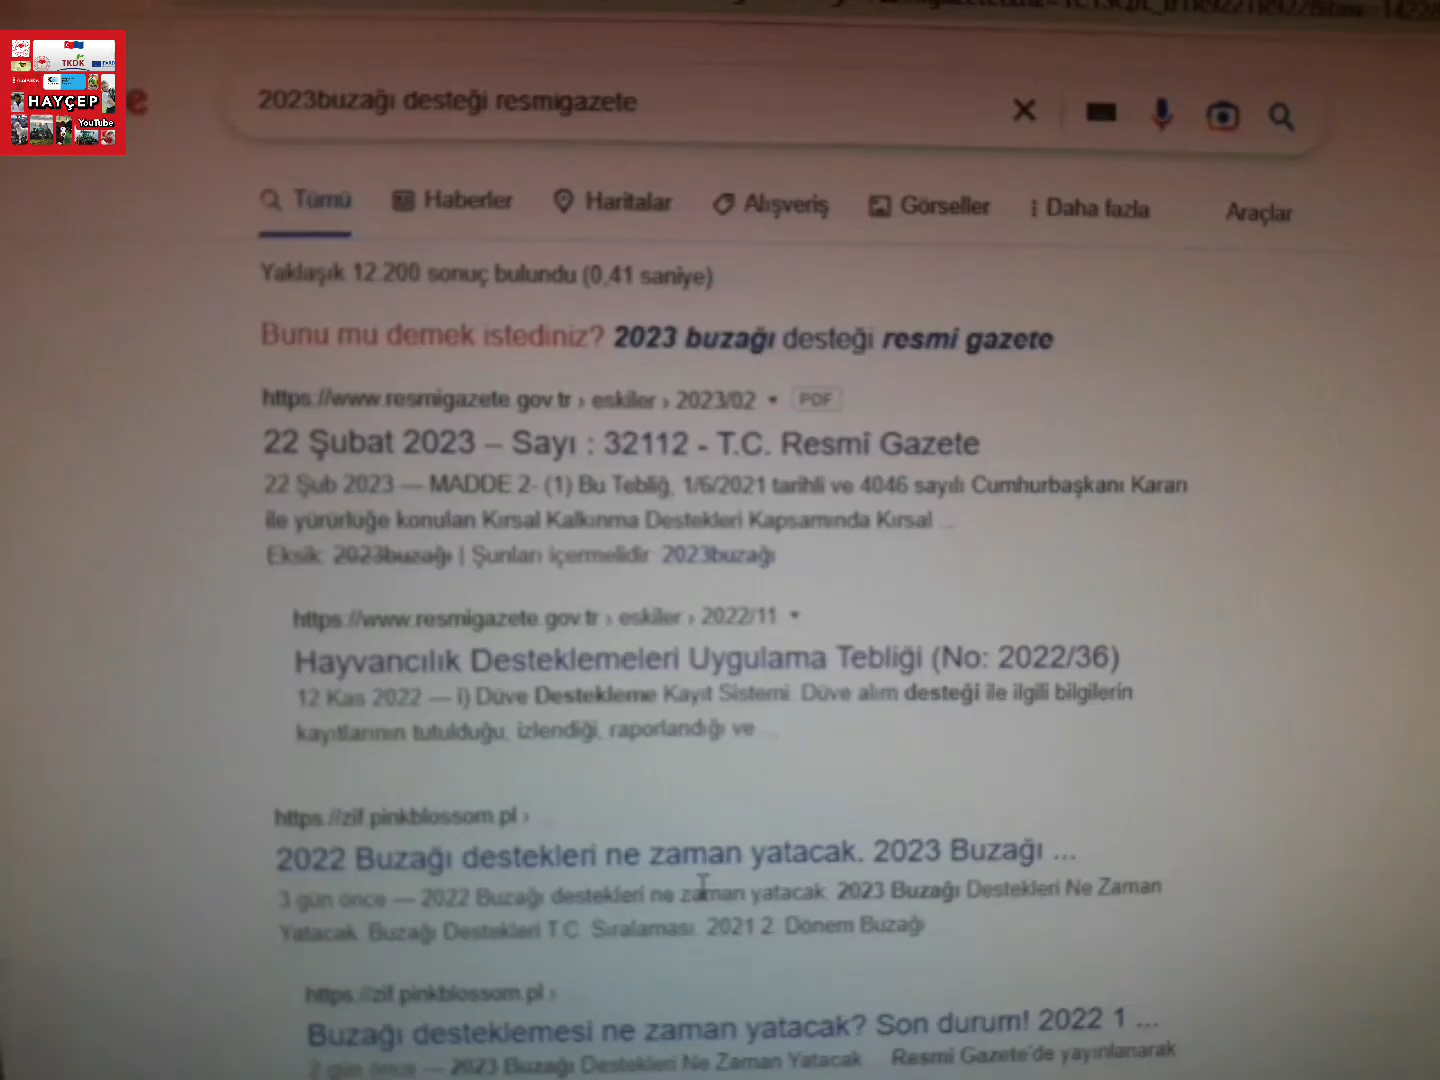 TKDK
HAYÇEP
YouTube
e
2023buzağı desteği resmigazete
Tümü
Haberler
Haritalar
Alışveriş
Görseller
Daha fazla
Araçlar
Yaklaşık 12.200 sonuç bulundu (0,41 saniye)
Bunu mu demek istediniz? 2023 buzağı desteği resmi gazete
https://www.resmigazete.gov.tr › eskiler › 2023/02 PDF
22 Şubat 2023 – Sayı : 32112 - T.C. Resmî Gazete
22 Şub 2023 — MADDE 2- (1) Bu Tebliğ, 1/6/2021 tarihli ve 4046 sayılı Cumhurbaşkanı Kararı
ile yürürlüğe konulan Kırsal Kalkınma Destekleri Kapsamında Kırsal ...
Eksik: 2023buzağı | Şunları içermelidir: 2023buzağı
https://www.resmigazete.gov.tr › eskiler › 2022/11
Hayvancılık Desteklemeleri Uygulama Tebliği (No: 2022/36)
12 Kas 2022 — i) Düve Destekleme Kayıt Sistemi: Düve alım desteği ile ilgili bilgilerin
kayıtlarının tutulduğu, izlendiği, raporlandığı ve ...
https://zif.pinkblossom.pl ›
2022 Buzağı destekleri ne zaman yatacak. 2023 Buzağı ...
3 gün önce — 2022 Buzağı destekleri ne zaman yatacak. 2023 Buzağı Destekleri Ne Zaman
Yatacak. Buzağı Destekleri T.C. Sıralaması. 2021 2. Dönem Buzağı
https://zif.pinkblossom.pl ›
Buzağı desteklemesi ne zaman yatacak? Son durum! 2022 1 ...
2 gün önce — 2023 Buzağı Destekleri Ne Zaman Yatacak ... Resmi Gazete'de yayınlanarak